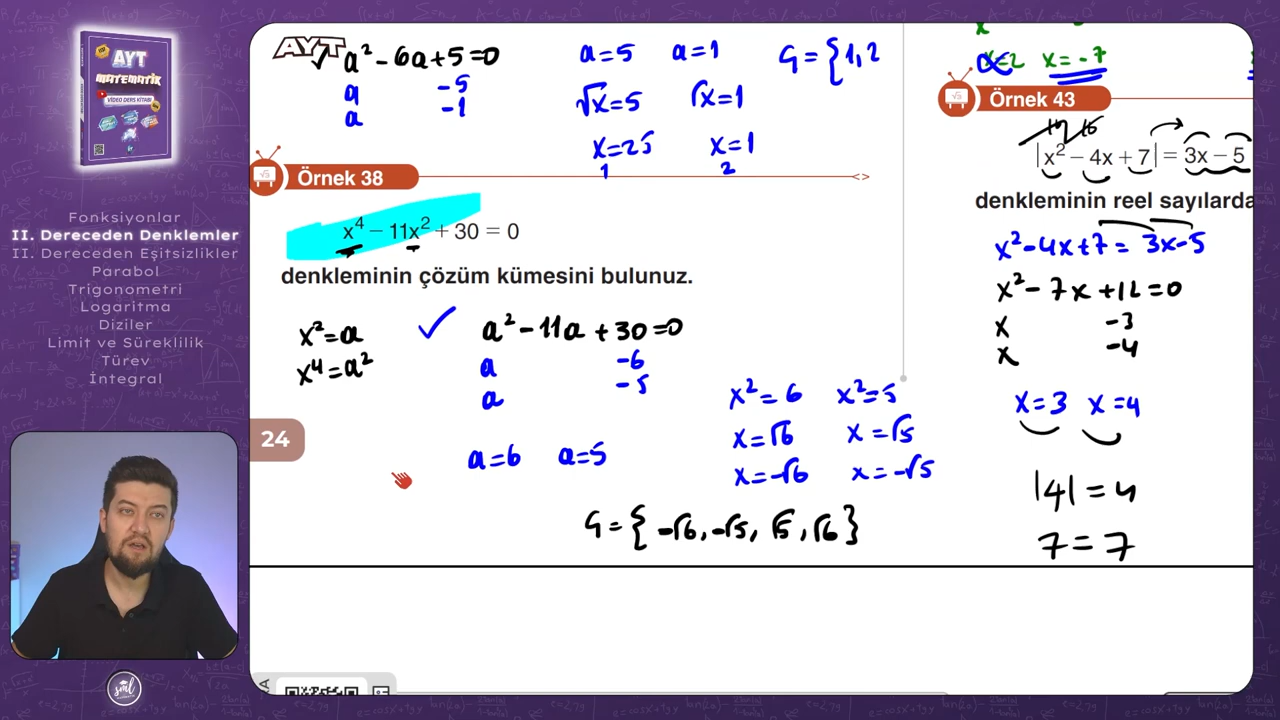 AYT
MATEMATİK
VİDEO DERS KİTABI
Fonksiyonlar
II. Dereceden Denklemler
II. Dereceden Eşitsizlikler
Parabol
Trigonometri
Logaritma
Diziler
Limit ve Süreklilik
Türev
İntegral
sml
AYT
a² - 6a + 5 = 0
a -5
a -1
a=5 a=1
√x=5 √x=1
x=25 x=1
1 2
Ç = {1,2
Örnek 38
x⁴ − 11x² + 30 = 0
denkleminin çözüm kümesini bulunuz.
x² = a
x⁴ = a²
a² - 11a + 30 = 0
a -6
a -5
a=6 a=5
x² = 6 x² = 5
x = √6 x = √5
x = -√6 x = -√5
Ç = { -√6, -√5, √5, √6 }
24
x=2 x=-7
Örnek 43
|x² − 4x + 7| = 3x − 5
denkleminin reel sayılarda
x² - 4x + 7 = 3x - 5
x² - 7x + 12 = 0
x -3
x -4
x=3 x=4
|4| = 4
7 = 7